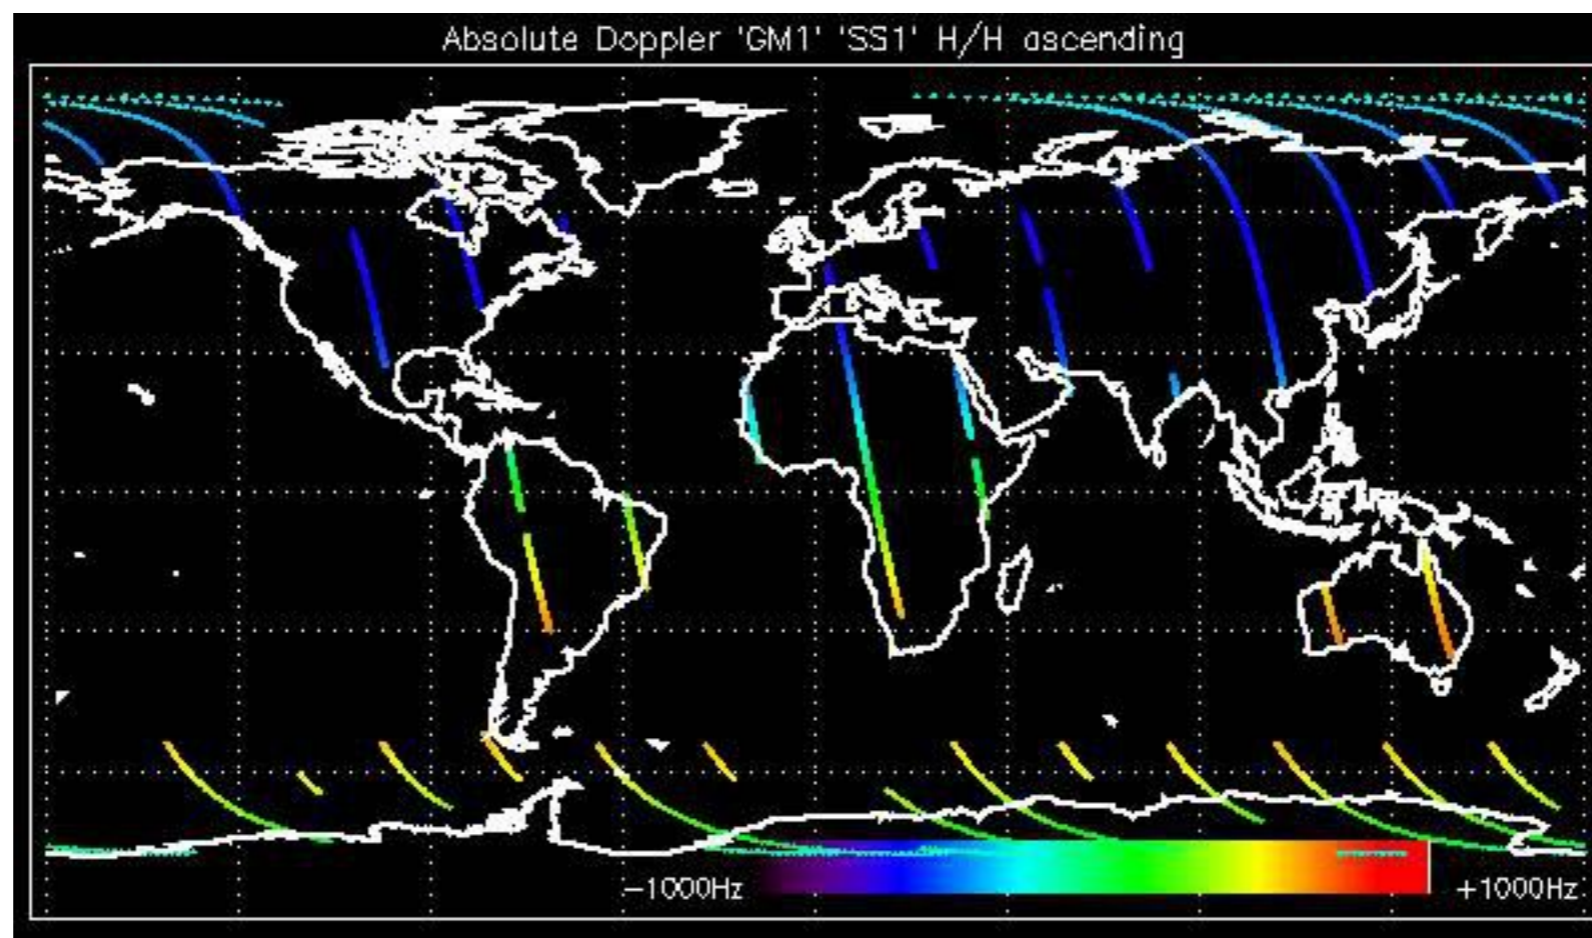 Absolute Doppler 'GM1' 'SS1' H/H ascending
-1000Hz
+1000Hz